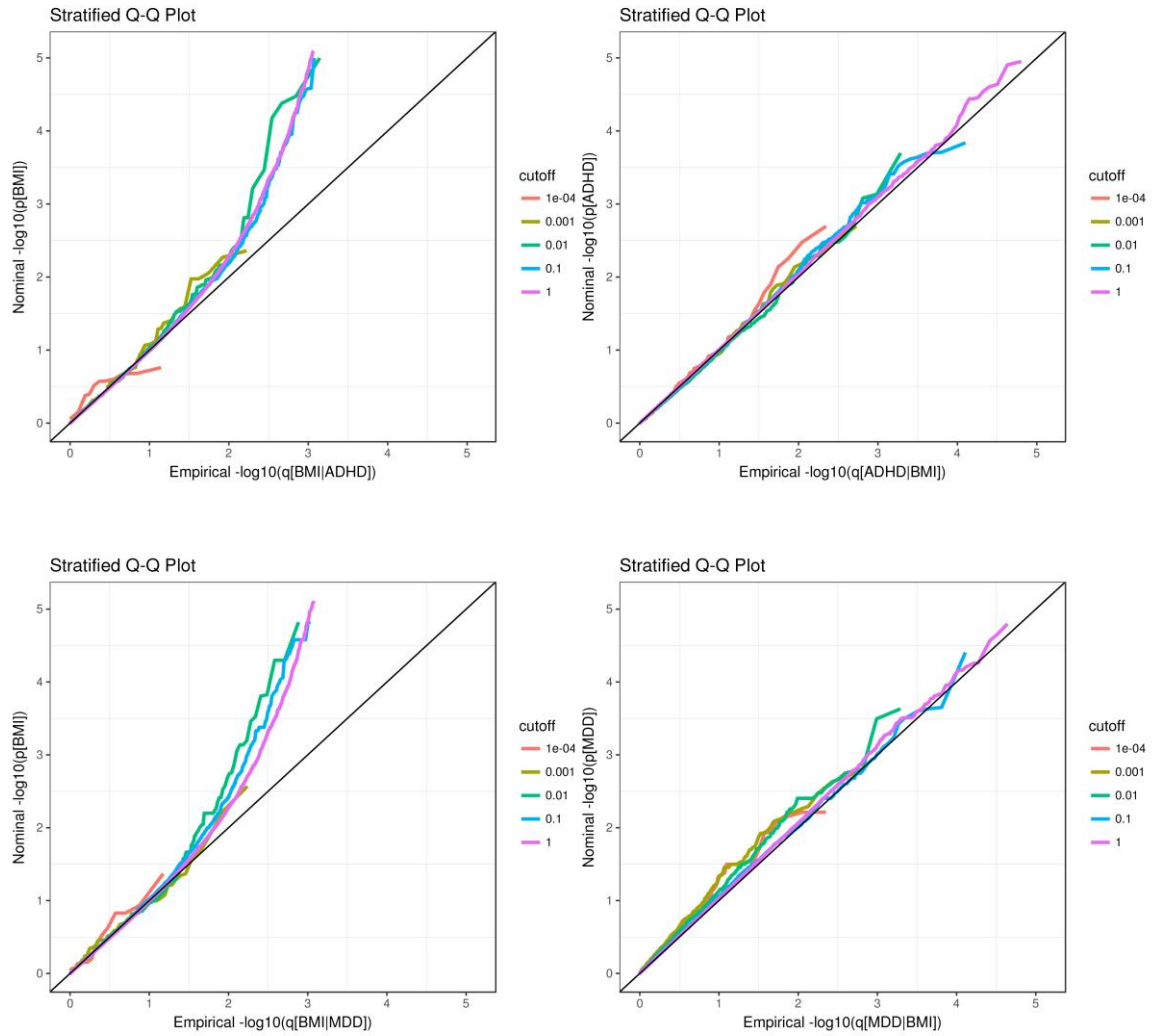 Stratified Q-Q Plot
Nominal -log10(p[BMI])
5
4
3
2
1
0
0 1 2 3 4 5
Empirical -log10(q[BMI|ADHD])
cutoff
1e-04
0.001
0.01
0.1
1
Stratified Q-Q Plot
Nominal -log10(p[ADHD])
5
4
3
2
1
0
0 1 2 3 4 5
Empirical -log10(q[ADHD|BMI])
cutoff
1e-04
0.001
0.01
0.1
1
Stratified Q-Q Plot
Nominal -log10(p[BMI])
5
4
3
2
1
0
0 1 2 3 4 5
Empirical -log10(q[BMI|MDD])
cutoff
1e-04
0.001
0.01
0.1
1
Stratified Q-Q Plot
Nominal -log10(p[MDD])
5
4
3
2
1
0
0 1 2 3 4 5
Empirical -log10(q[MDD|BMI])
cutoff
1e-04
0.001
0.01
0.1
1